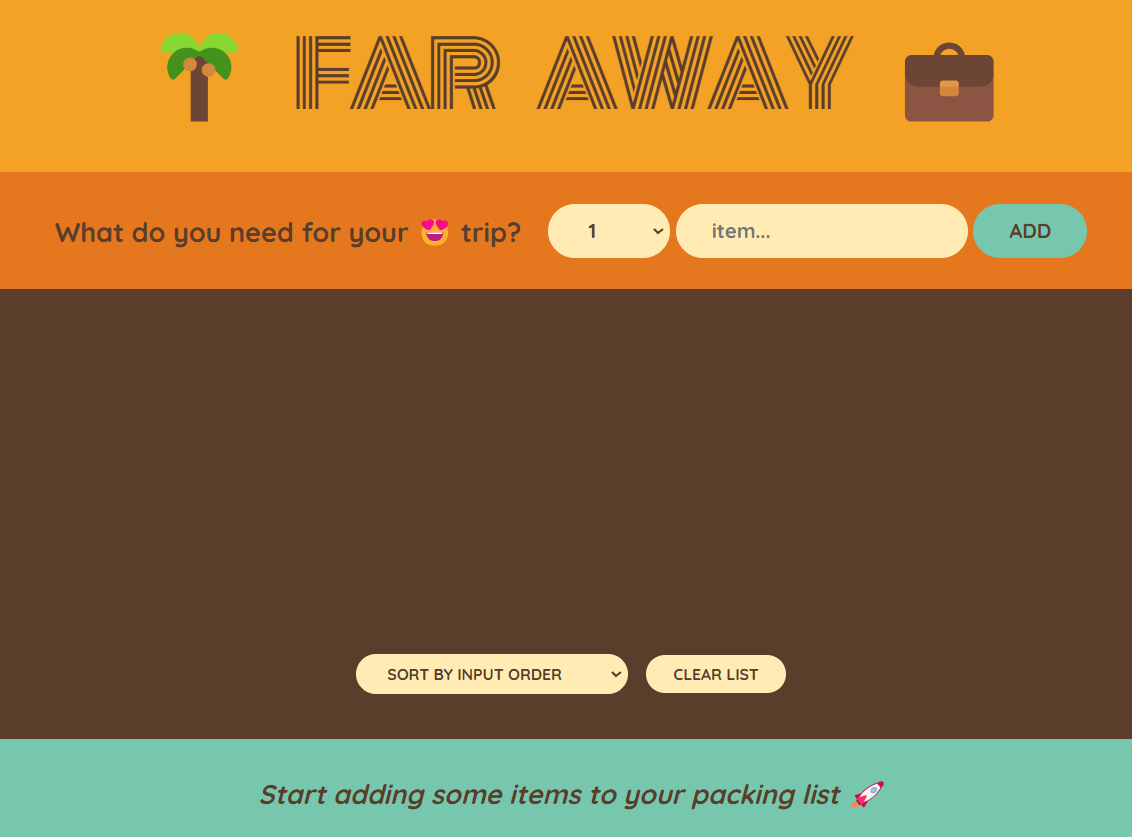 FAR AWAY
What do you need for your 😍 trip? 1 item... ADD
SORT BY INPUT ORDER CLEAR LIST
Start adding some items to your packing list 🚀